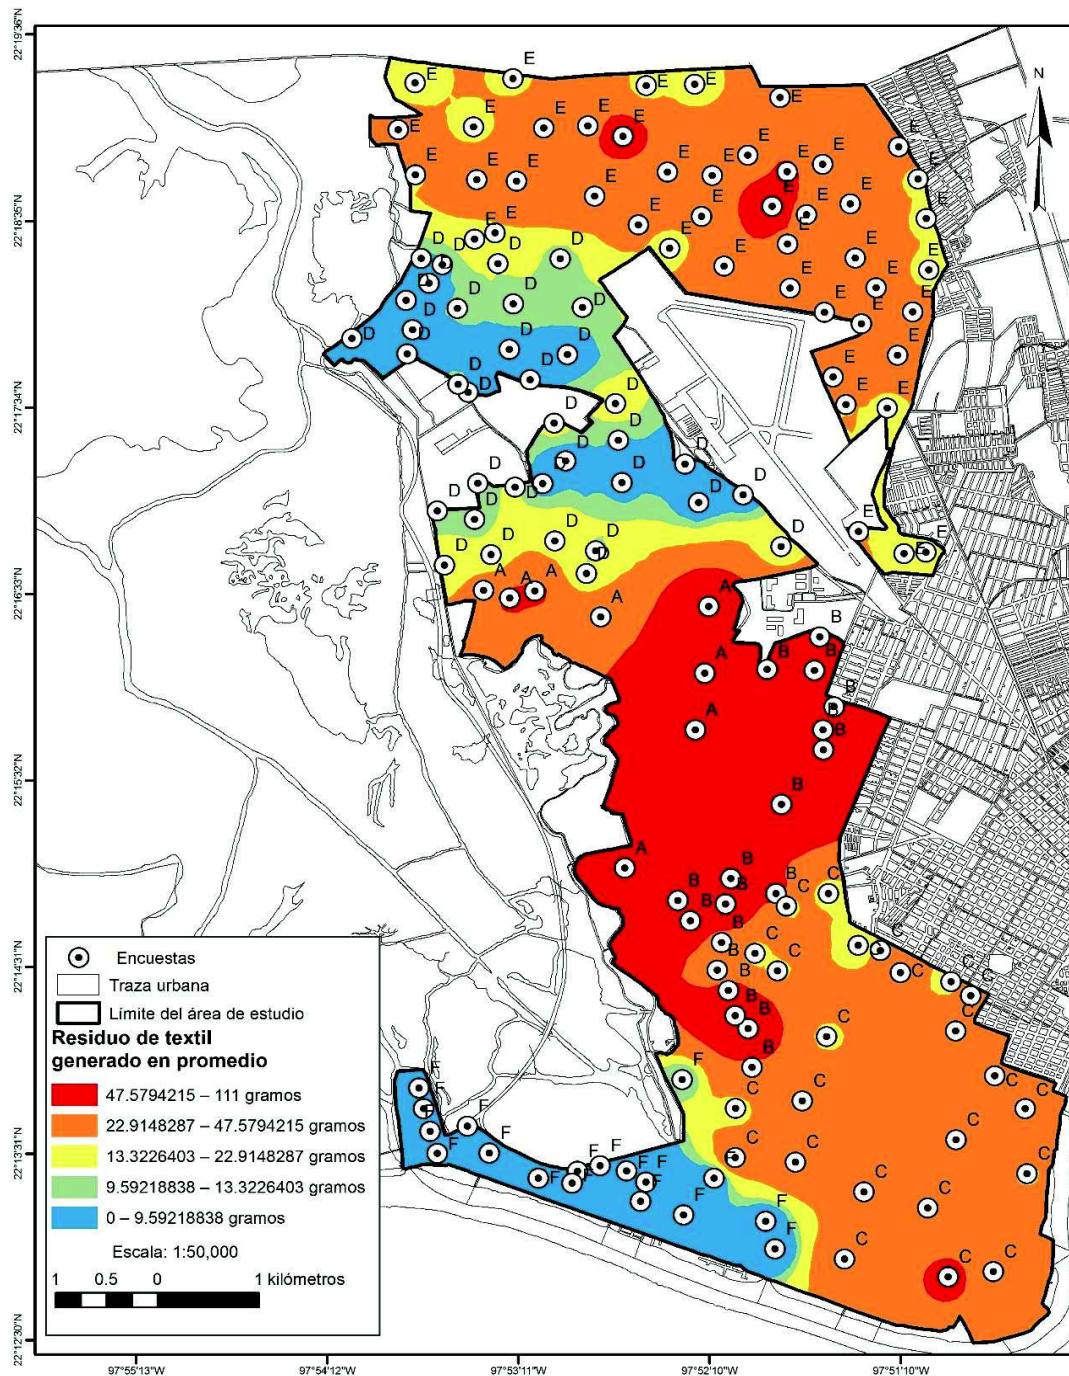 22°19'36"N
22°18'35"N
22°17'34"N
22°16'33"N
22°15'32"N
22°14'31"N
22°13'31"N
22°12'30"N
N
E E E E E
E E E E E E
E E E E E E E
E E E E E
E E E E E E
D D D D D E E
D D D E E E
D D D D E E
D D D D E E E
D D D D D
D D D D D D E E E
D D D D D D
A A A A A B
A B B
A B B
B
A B B B C C
B B B C C C
B B B C C C C
B B C C
F B C C C
F F C C
F F F F C C C
F F F F F C C C
F F C C C
Encuestas
Traza urbana
Límite del área de estudio
Residuo de textil
generado en promedio
47.5794215 – 111 gramos
22.9148287 – 47.5794215 gramos
13.3226403 – 22.9148287 gramos
9.59218838 – 13.3226403 gramos
0 – 9.59218838 gramos
Escala: 1:50,000
1 0.5 0 1 kilómetros
97°55'13"W 97°54'12"W 97°53'11"W 97°52'10"W 97°51'10"W